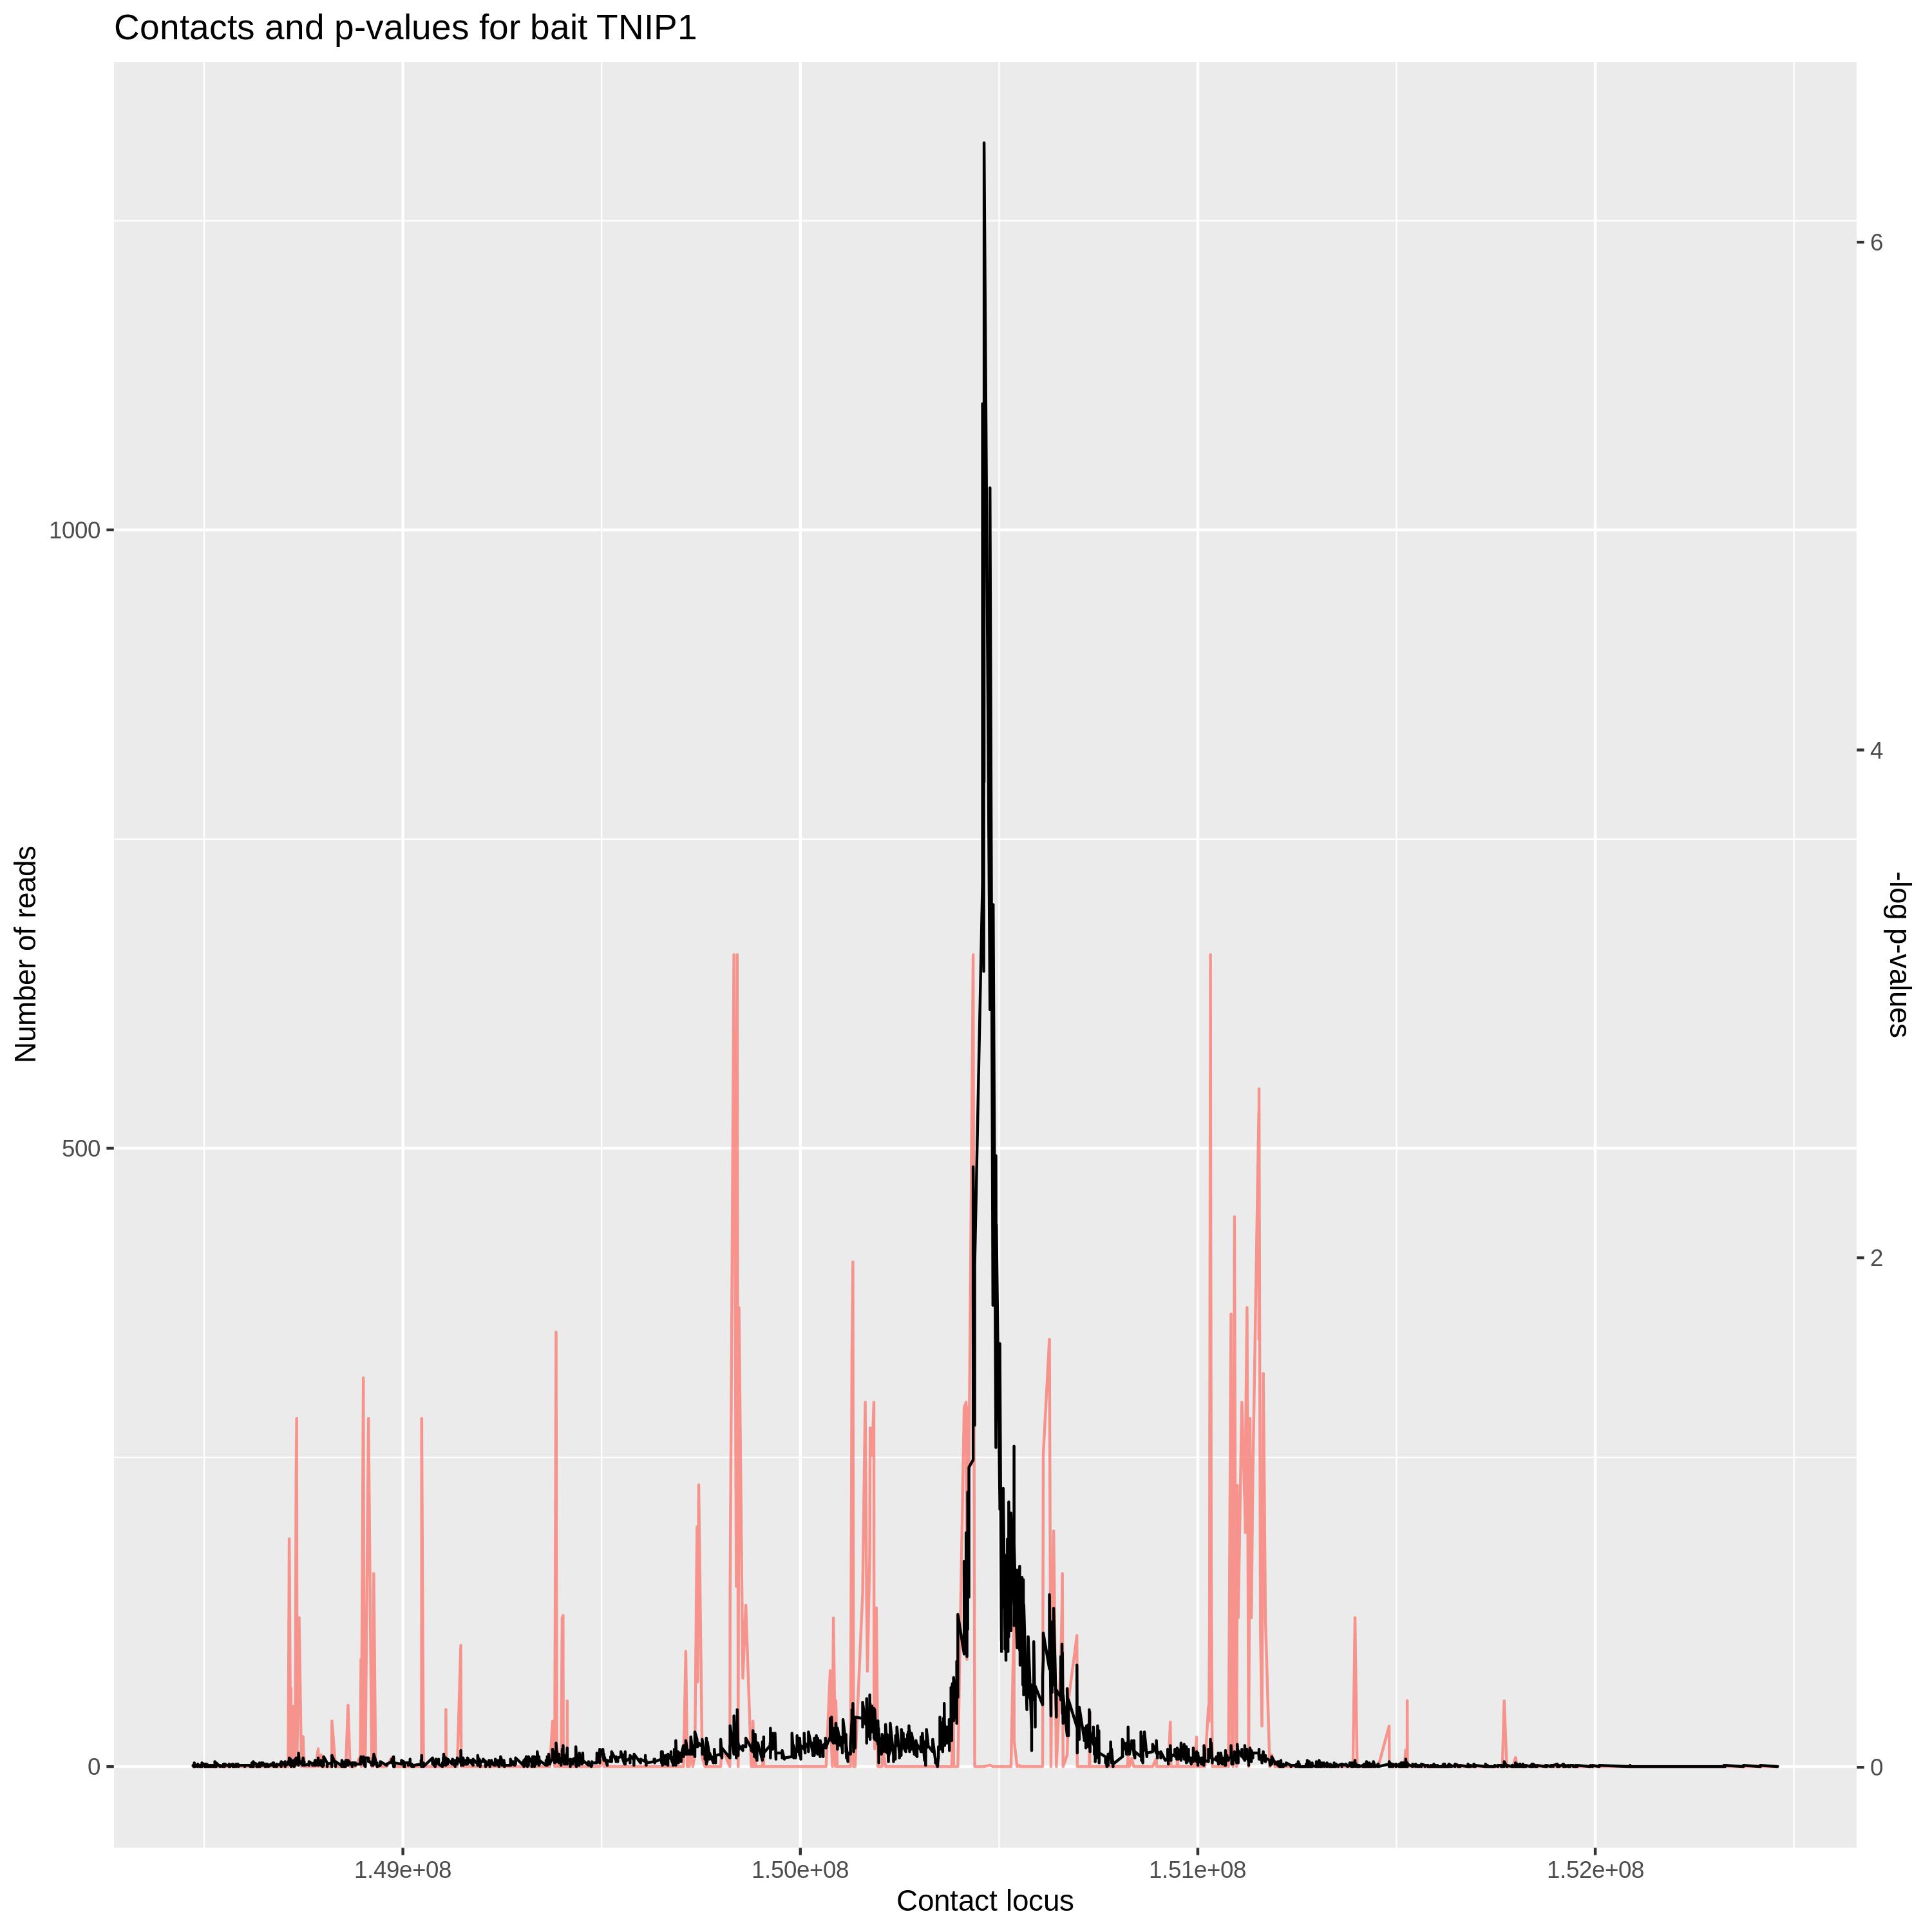 Contacts and p-values for bait TNIP1
6
1000
4
Number of reads
-log p-values
500
2
0
0
1.49e+08
1.50e+08
1.51e+08
1.52e+08
Contact locus